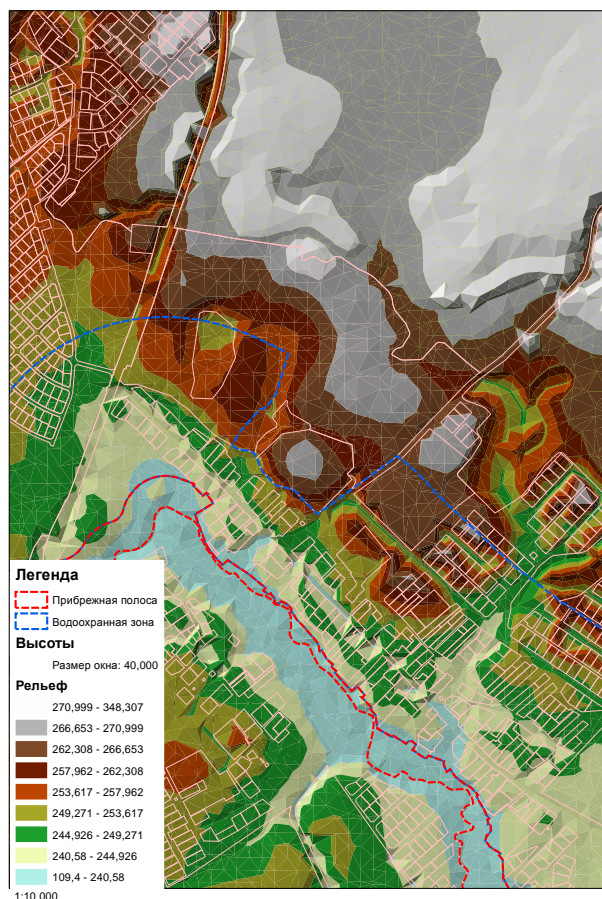 Легенда
Прибрежная полоса
Водоохранная зона
Высоты
Размер окна: 40,000
Рельеф
270,999 - 348,307
266,653 - 270,999
262,308 - 266,653
257,962 - 262,308
253,617 - 257,962
249,271 - 253,617
244,926 - 249,271
240,58 - 244,926
109,4 - 240,58
1:10 000